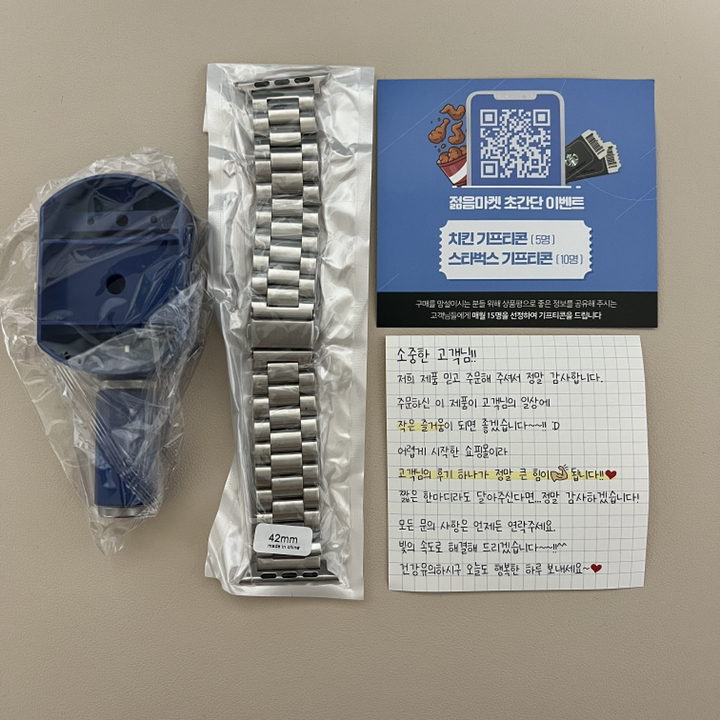 42mm
made in china
젊음마켓 초간단 이벤트
치킨 기프티콘 (5명)
스타벅스 기프티콘 (10명)
구매를 망설이시는 분들 위해 상품평으로 좋은 정보를 공유해 주시는
고객님들에게 매월 15명을 선정하여 기프티콘을 드립니다
소중한 고객님!!
저희 제품 믿고 주문해 주셔서 정말 감사합니다.
주문하신 이 제품이 고객님의 일상에
작은 즐거움이 되면 좋겠습니다~~!! :D
어렵게 시작한 쇼핑몰이라
고객님의 후기 하나가 정말 큰 힘이 됩니다!!♥
짧은 한마디라도 달아주신다면...정말 감사하겠습니다!
모든 문의 사항은 언제든 연락주세요.
빛의 속도로 해결해 드리겠습니다~~!!^^
건강유의하시구 오늘도 행복한 하루 보내세요~♥